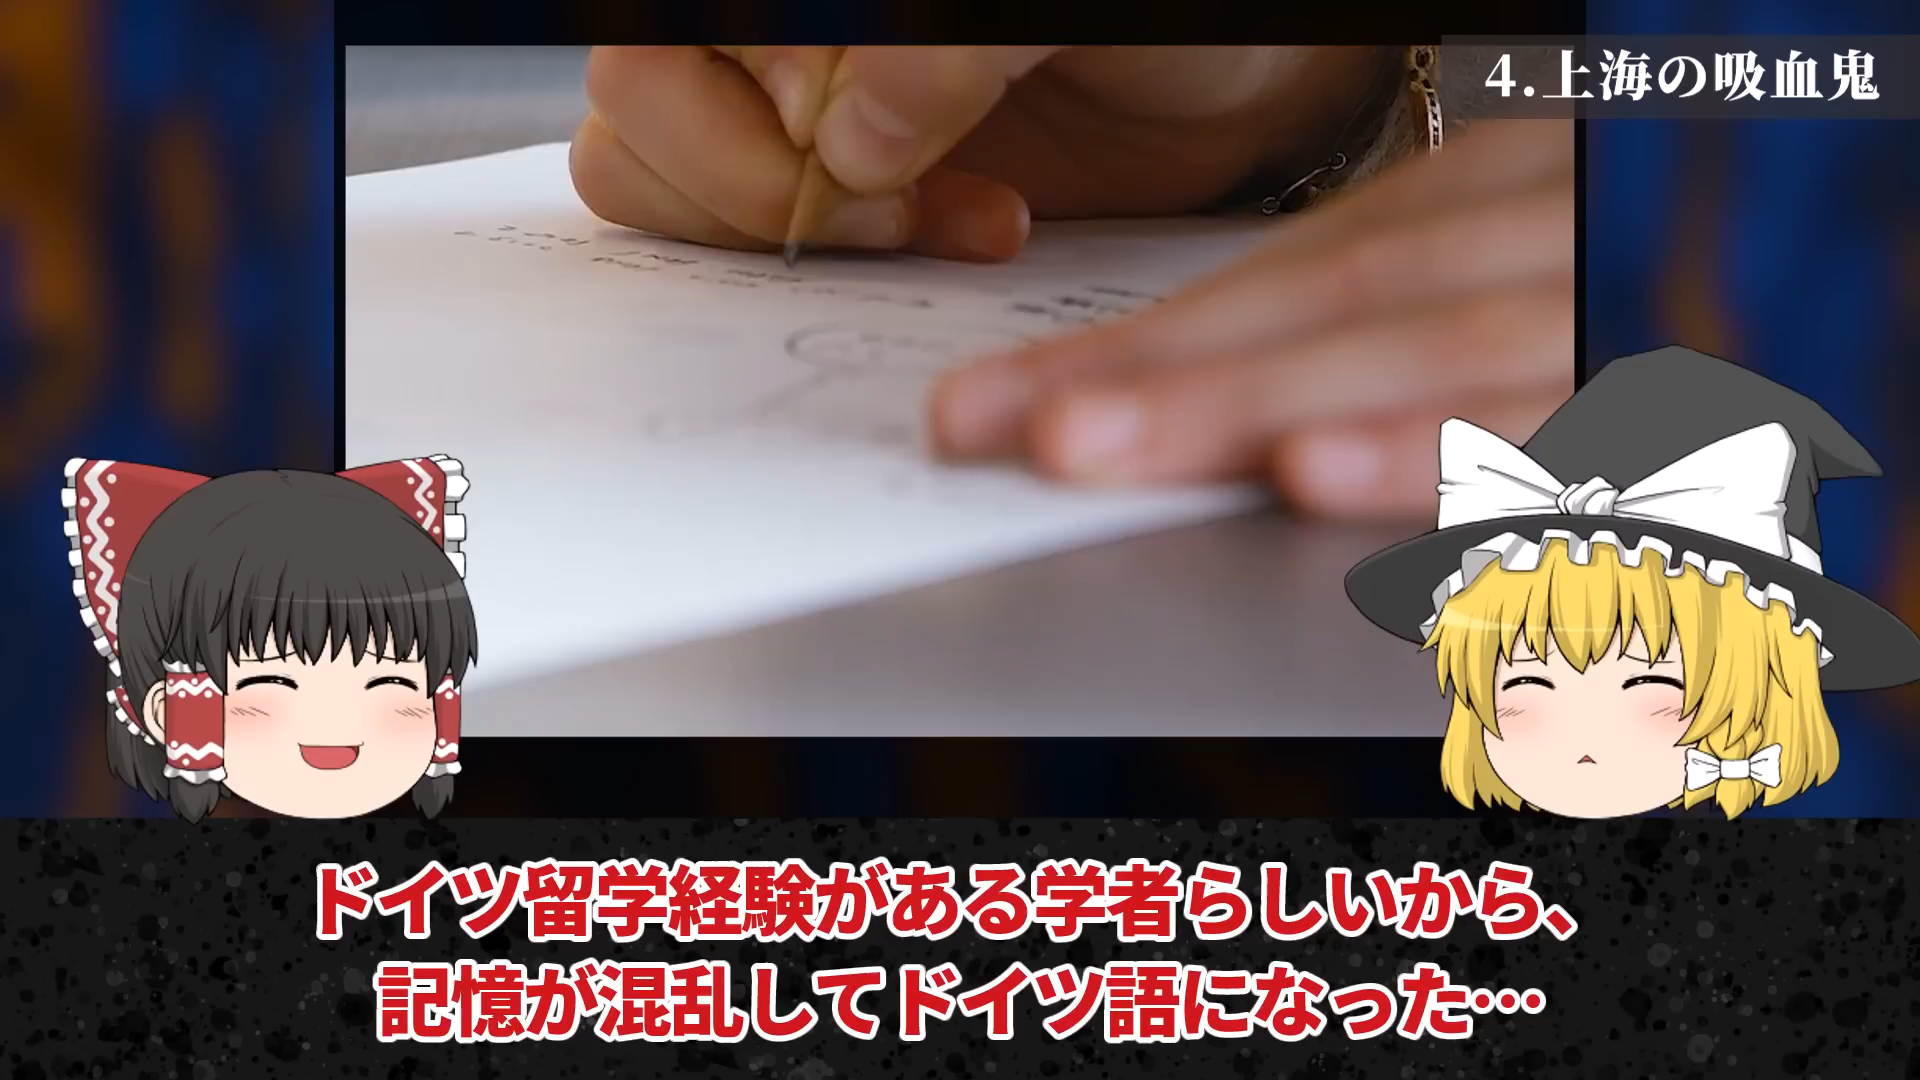 4.上海の吸血鬼
ドイツ留学経験がある学者らしいから、
記憶が混乱してドイツ語になった…